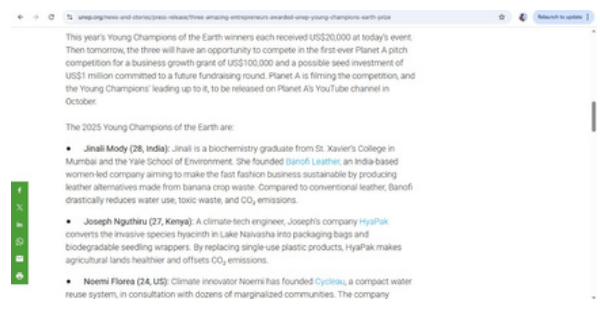 unep.org/news-and-stories/press-release/three-amazing-entrepreneurs-awarded-unep-young-champions-earth-prize
Relaunch to update
This year's Young Champions of the Earth winners each received US$20,000 at today's event.
Then tomorrow, the three will have an opportunity to compete in the first-ever Planet A pitch
competition for a business growth grant of US$100,000 and a possible seed investment of
US$1 million committed to a future fundraising round. Planet A is filming the competition, and
the Young Champions' leading up to it, to be released on Planet A's YouTube channel in
October.
The 2025 Young Champions of the Earth are:
• Jinali Mody (28, India): Jinali is a biochemistry graduate from St. Xavier's College in
Mumbai and the Yale School of Environment. She founded Banofi Leather, an India-based
women-led company aiming to make the fast fashion business sustainable by producing
leather alternatives made from banana crop waste. Compared to conventional leather, Banofi
drastically reduces water use, toxic waste, and CO₂ emissions.
• Joseph Nguthiru (27, Kenya): A climate-tech engineer, Joseph's company HyaPak
converts the invasive species hyacinth in Lake Naivasha into packaging bags and
biodegradable seedling wrappers. By replacing single-use plastic products, HyaPak makes
agricultural lands healthier and offsets CO₂ emissions.
• Noemi Florea (24, US): Climate innovator Noemi has founded Cycleau, a compact water
reuse system, in consultation with dozens of marginalized communities. The company